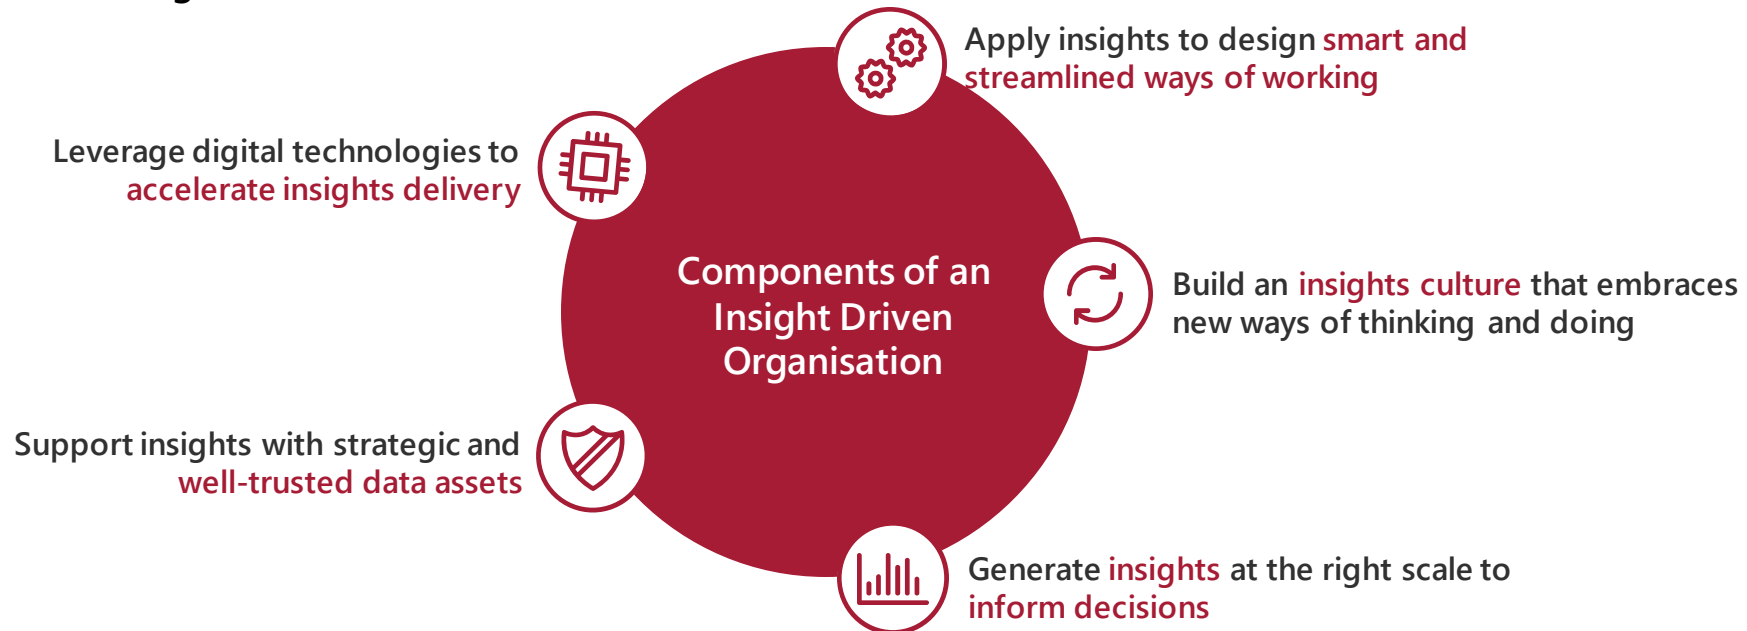 Apply insights to design smart and
streamlined ways of working
Leverage digital technologies to
accelerate insights delivery
Components of an
Insight Driven
Organisation
Build an insights culture that embraces
new ways of thinking and doing
Support insights with strategic and
well-trusted data assets
Generate insights at the right scale to
inform decisions